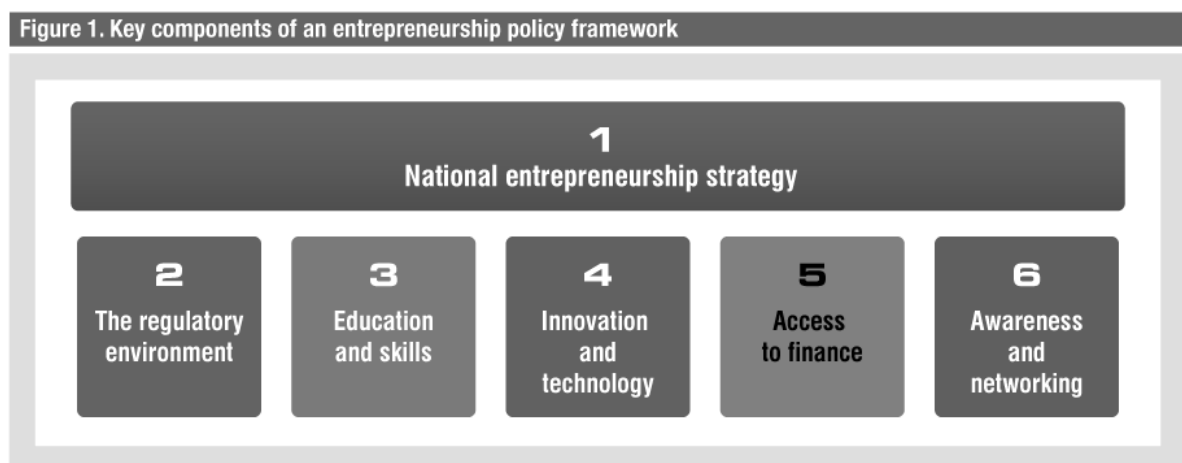 Figure 1. Key components of an entrepreneurship policy framework
1
National entrepreneurship strategy
2
The regulatory
environment
3
Education
and skills
4
Innovation
and
technology
5
Access
to finance
6
Awareness
and
networking